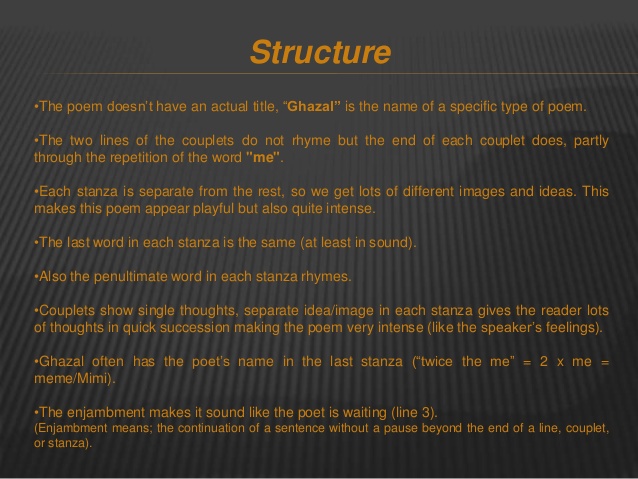 Structure
•The poem doesn't have an actual title, “Ghazal” is the name of a specific type of poem.
•The two lines of the couplets do not rhyme but the end of each couplet does, partly
through the repetition of the word "me".
•Each stanza is separate from the rest, so we get lots of different images and ideas. This
makes this poem appear playful but also quite intense.
•The last word in each stanza is the same (at least in sound).
•Also the penultimate word in each stanza rhymes.
•Couplets show single thoughts, separate idea/image in each stanza gives the reader lots
of thoughts in quick succession making the poem very intense (like the speaker's feelings).
•Ghazal often has the poet's name in the last stanza (“twice the me” = 2 x me =
meme/Mimi).
•The enjambment makes it sound like the poet is waiting (line 3).
(Enjambment means; the continuation of a sentence without a pause beyond the end of a line, couplet,
or stanza).